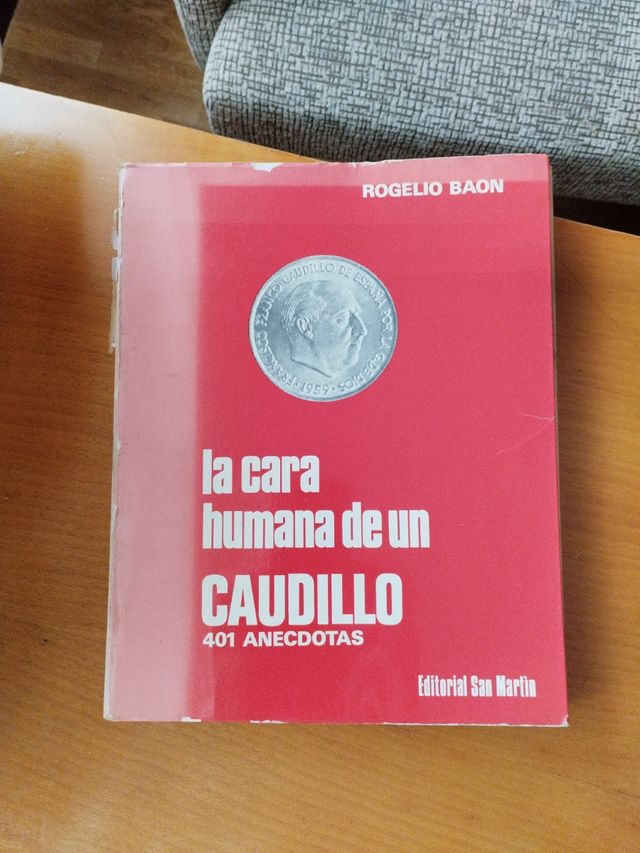 ROGELIO BAON
FRANCISCO FRANCO CAUDILLO DE ESPAÑA POR LA G. DE DIOS
·1959·
la cara
humana de un
CAUDILLO
401 ANECDOTAS
Editorial San Martìn